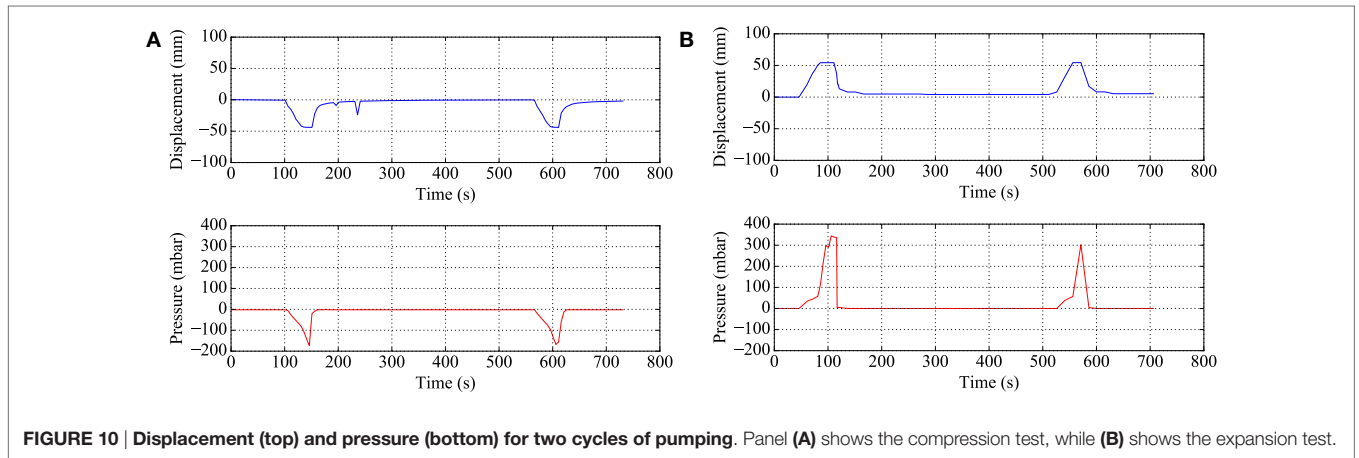 A
100
50
0
−50
−100
Displacement (mm)
0 100 200 300 400 500 600 700 800
Time (s)
400
300
200
100
0
−100
−200
Pressure (mbar)
0 100 200 300 400 500 600 700 800
Time (s)
B
100
50
0
−50
−100
Displacement (mm)
0 100 200 300 400 500 600 700 800
Time (s)
400
300
200
100
0
−100
−200
Pressure (mbar)
0 100 200 300 400 500 600 700 800
Time (s)
FIGURE 10 | Displacement (top) and pressure (bottom) for two cycles of pumping. Panel (A) shows the compression test, while (B) shows the expansion test.